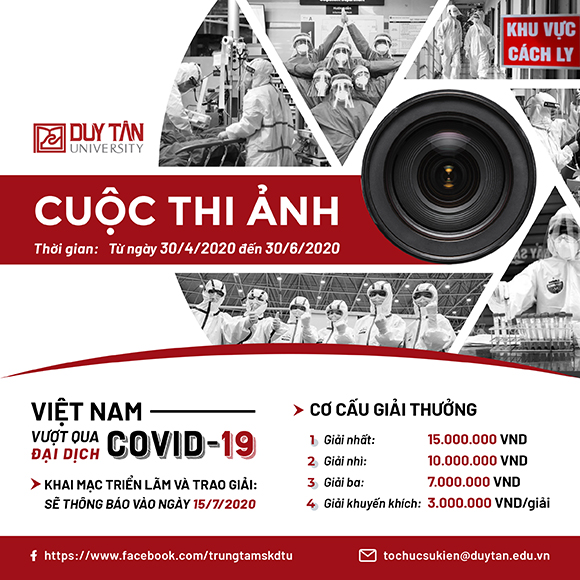 KHU VỰC
CÁCH LY
DUY TÂN
UNIVERSITY
CUỘC THI ẢNH
Thời gian: Từ ngày 30/4/2020 đến 30/6/2020
VIỆT NAM
VƯỢT QUA
ĐẠI DỊCH COVID-19
KHAI MẠC TRIỂN LÃM VÀ TRAO GIẢI:
SẼ THÔNG BÁO VÀO NGÀY 15/7/2020
CƠ CẤU GIẢI THƯỞNG
1 Giải nhất: 15.000.000 VND
2 Giải nhì: 10.000.000 VND
3 Giải ba: 7.000.000 VND
4 Giải khuyến khích: 3.000.000 VND/giải
https://www.facebook.com/trungtamskdtu
tochucsukien@duytan.edu.vn